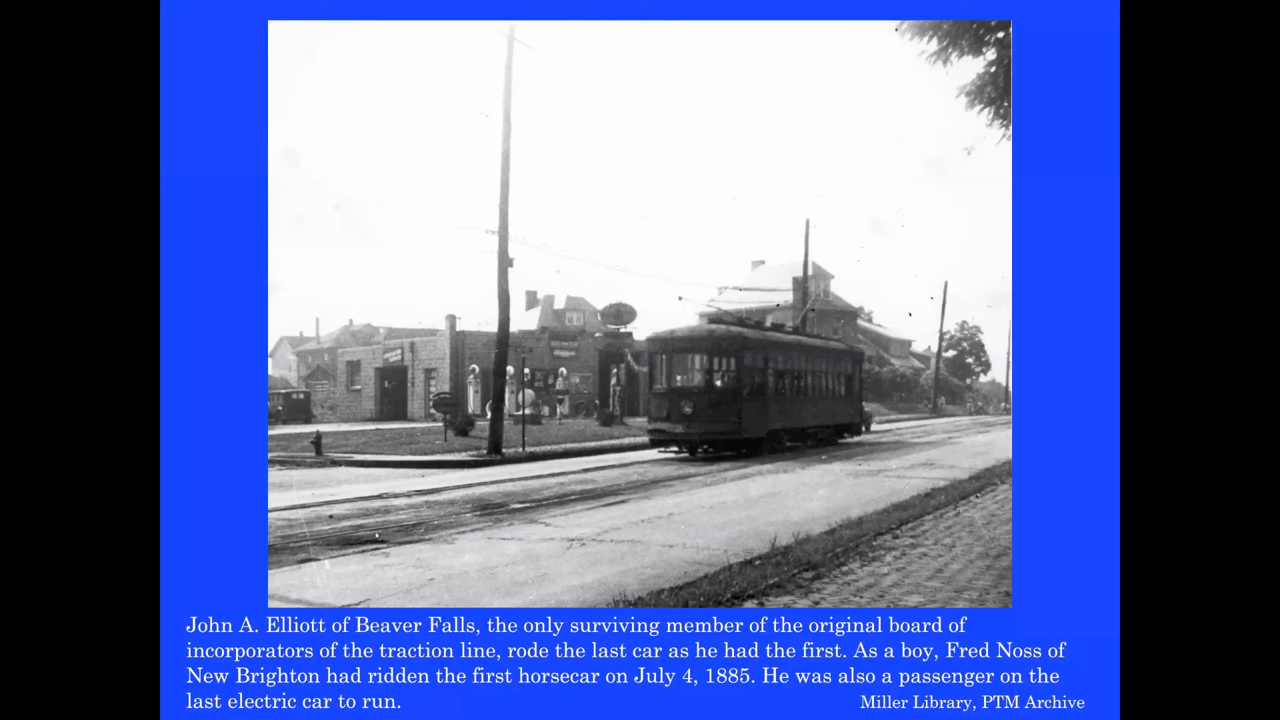 John A. Elliott of Beaver Falls, the only surviving member of the original board of
incorporators of the traction line, rode the last car as he had the first. As a boy, Fred Noss of
New Brighton had ridden the first horsecar on July 4, 1885. He was also a passenger on the
last electric car to run.
Miller Library, PTM Archive